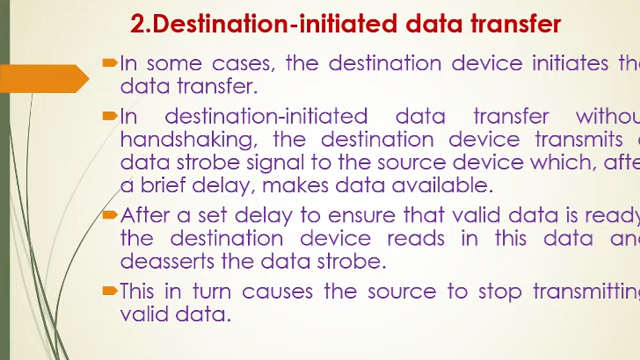 2.Destination-initiated data transfer
In some cases, the destination device initiates the
data transfer.
In destination-initiated data transfer without
handshaking, the destination device transmits a
data strobe signal to the source device which, after
a brief delay, makes data available.
After a set delay to ensure that valid data is ready
the destination device reads in this data and
deasserts the data strobe.
This in turn causes the source to stop transmitting
valid data.